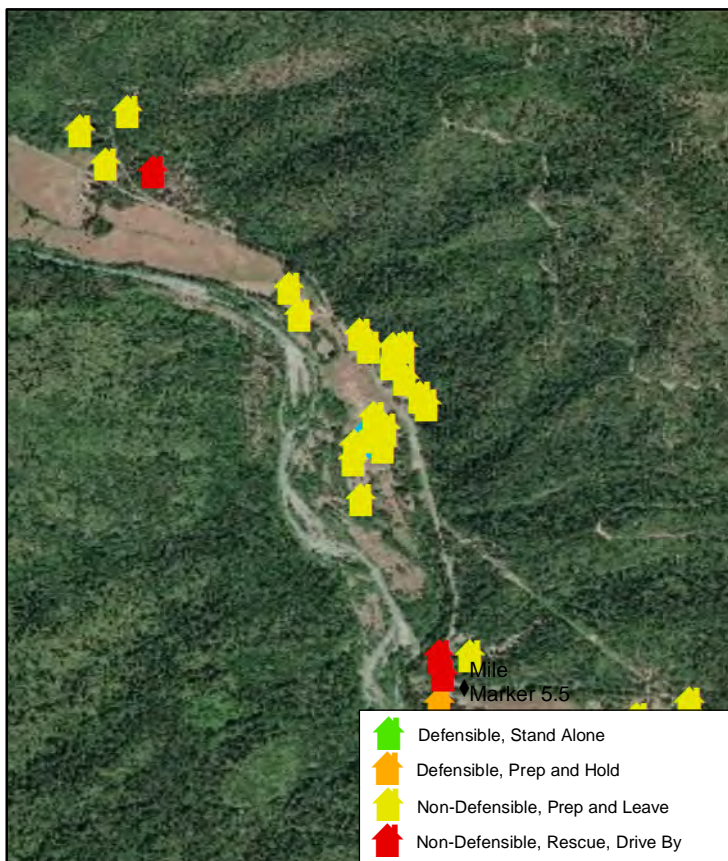 Mile
Marker 5.5
Defensible, Stand Alone
Defensible, Prep and Hold
Non-Defensible, Prep and Leave
Non-Defensible, Rescue, Drive By